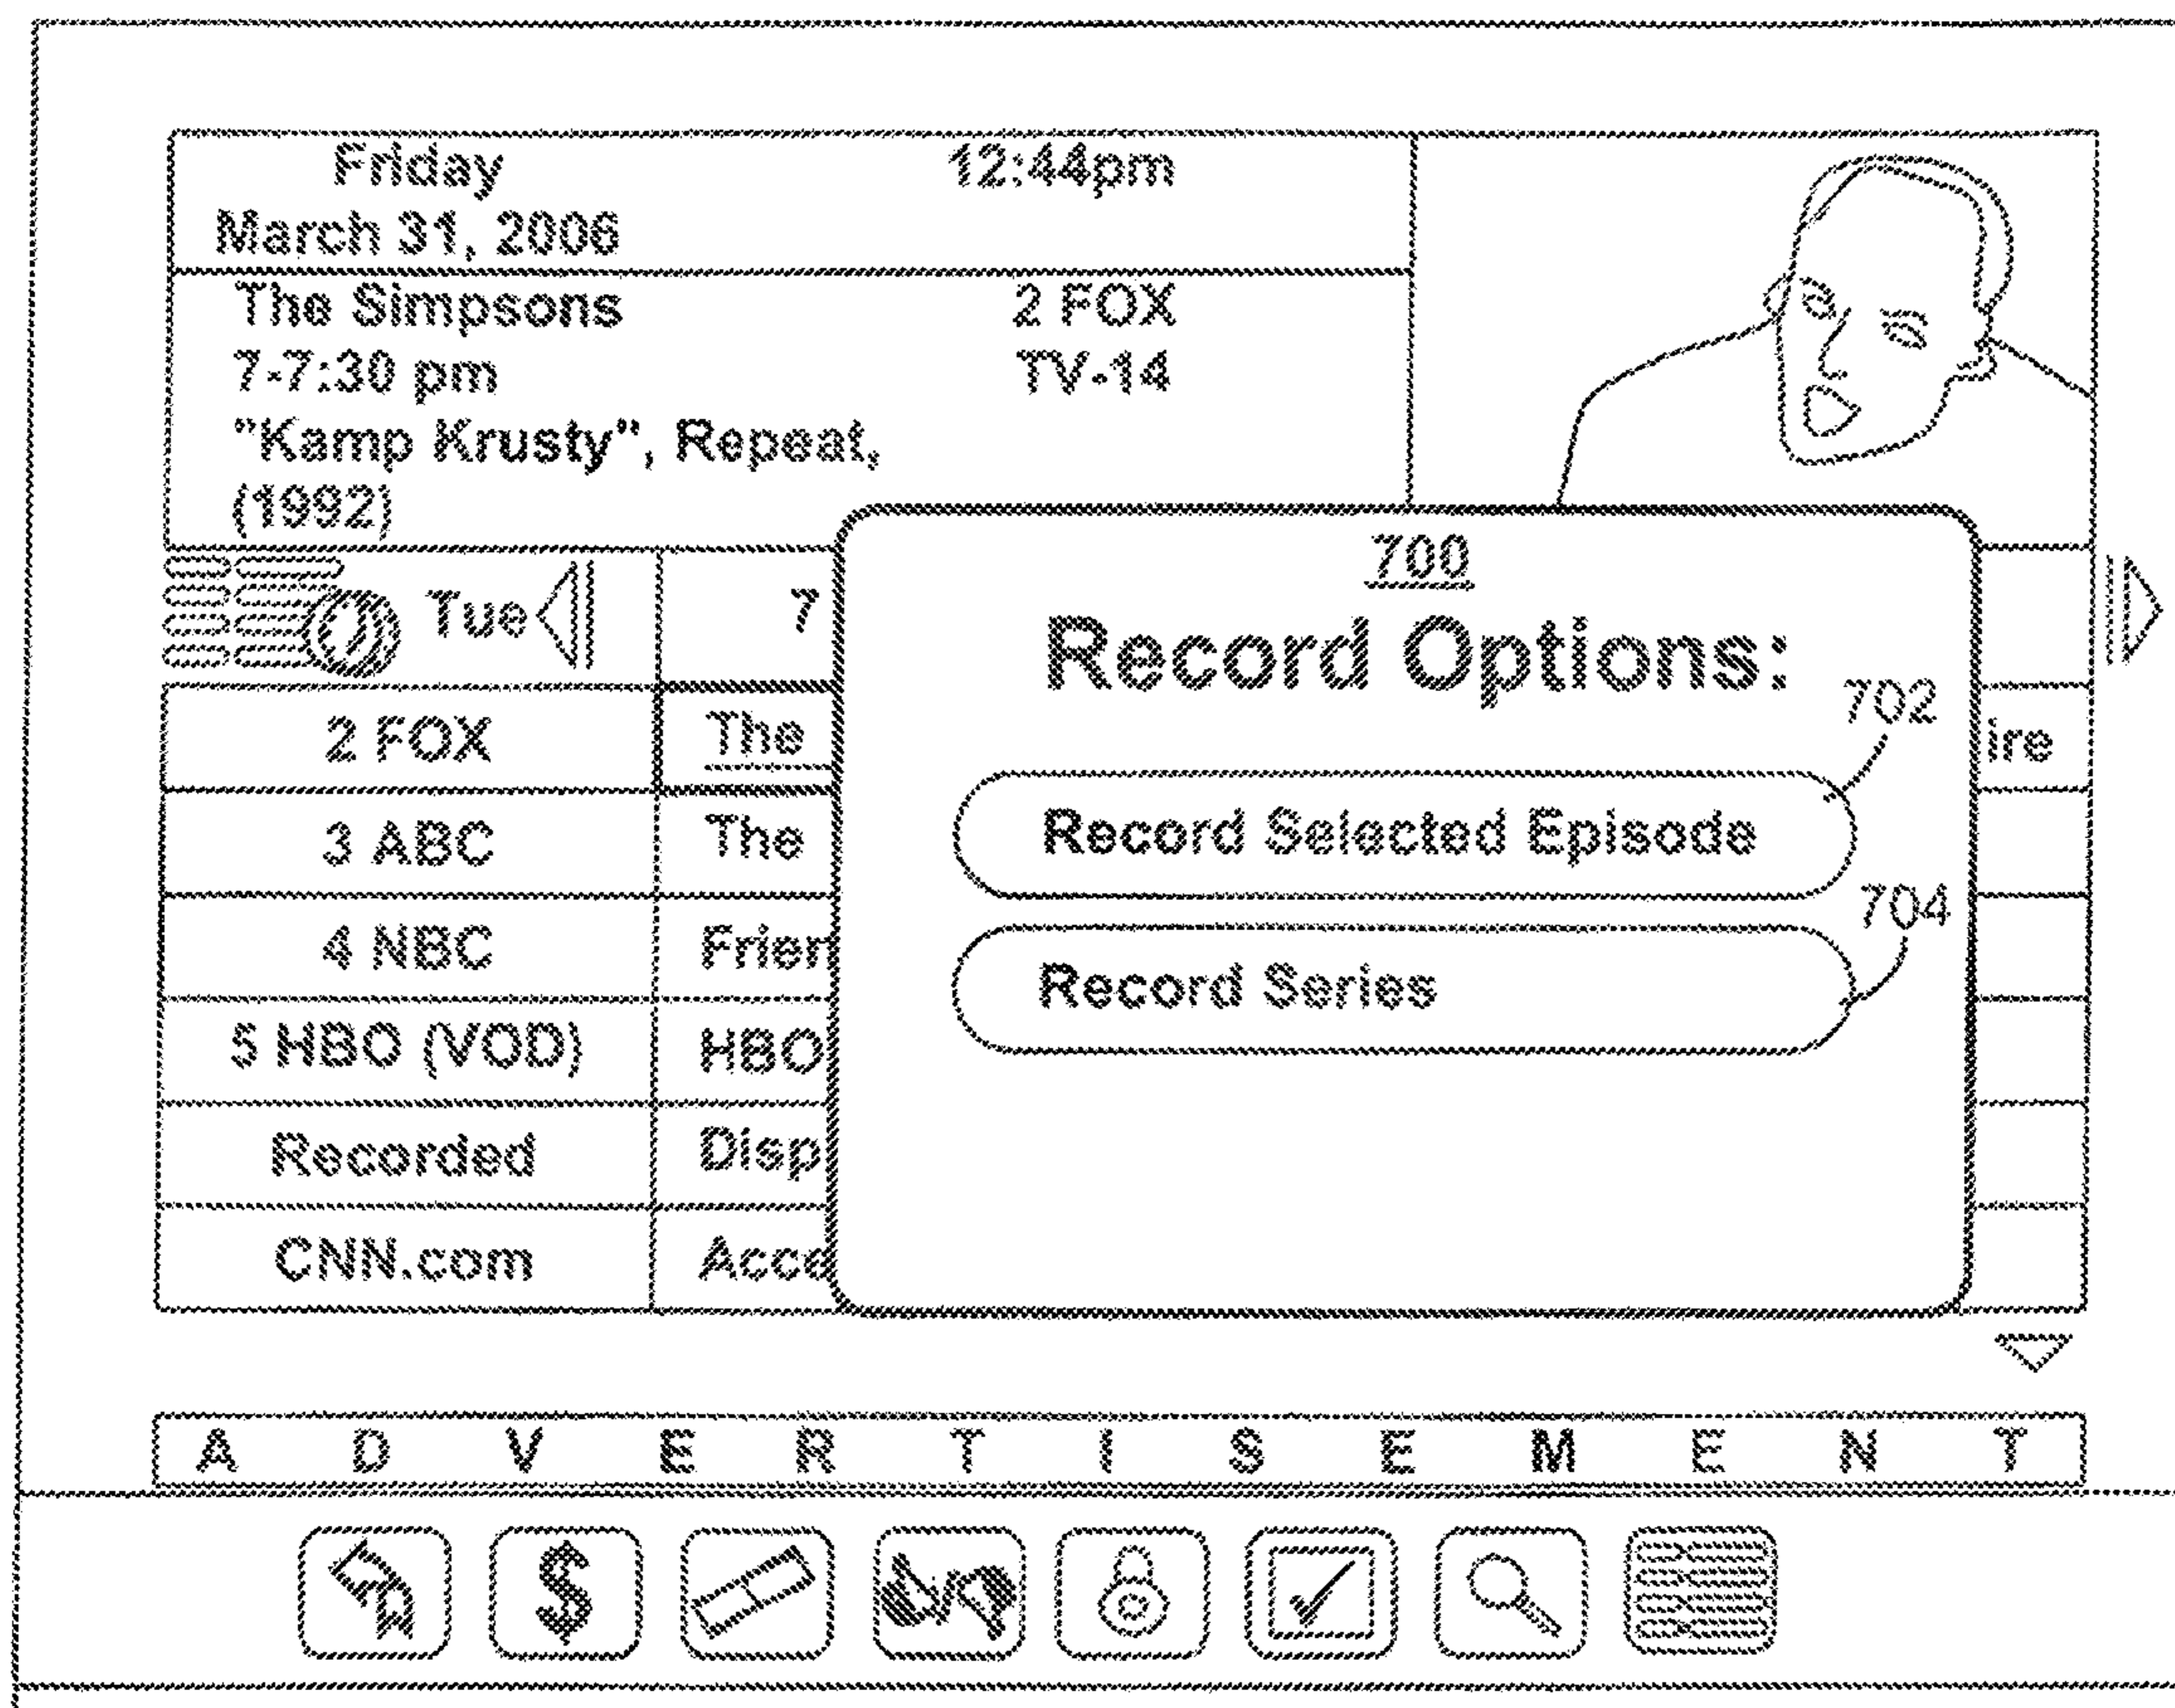 Friday 12:44pm
March 31, 2006
The Simpsons 2 FOX
7-7:30 pm TV-14
"Kamp Krusty", Repeat,
(1992)
700
Tue 7
Record Options:
702
2 FOX The ire
3 ABC The
Record Selected Episode
704
4 NBC Frien
Record Series
5 HBO (VOD) HBO
Recorded Disp
CNN.com Acce
A D V E R T I S E M E N T
$